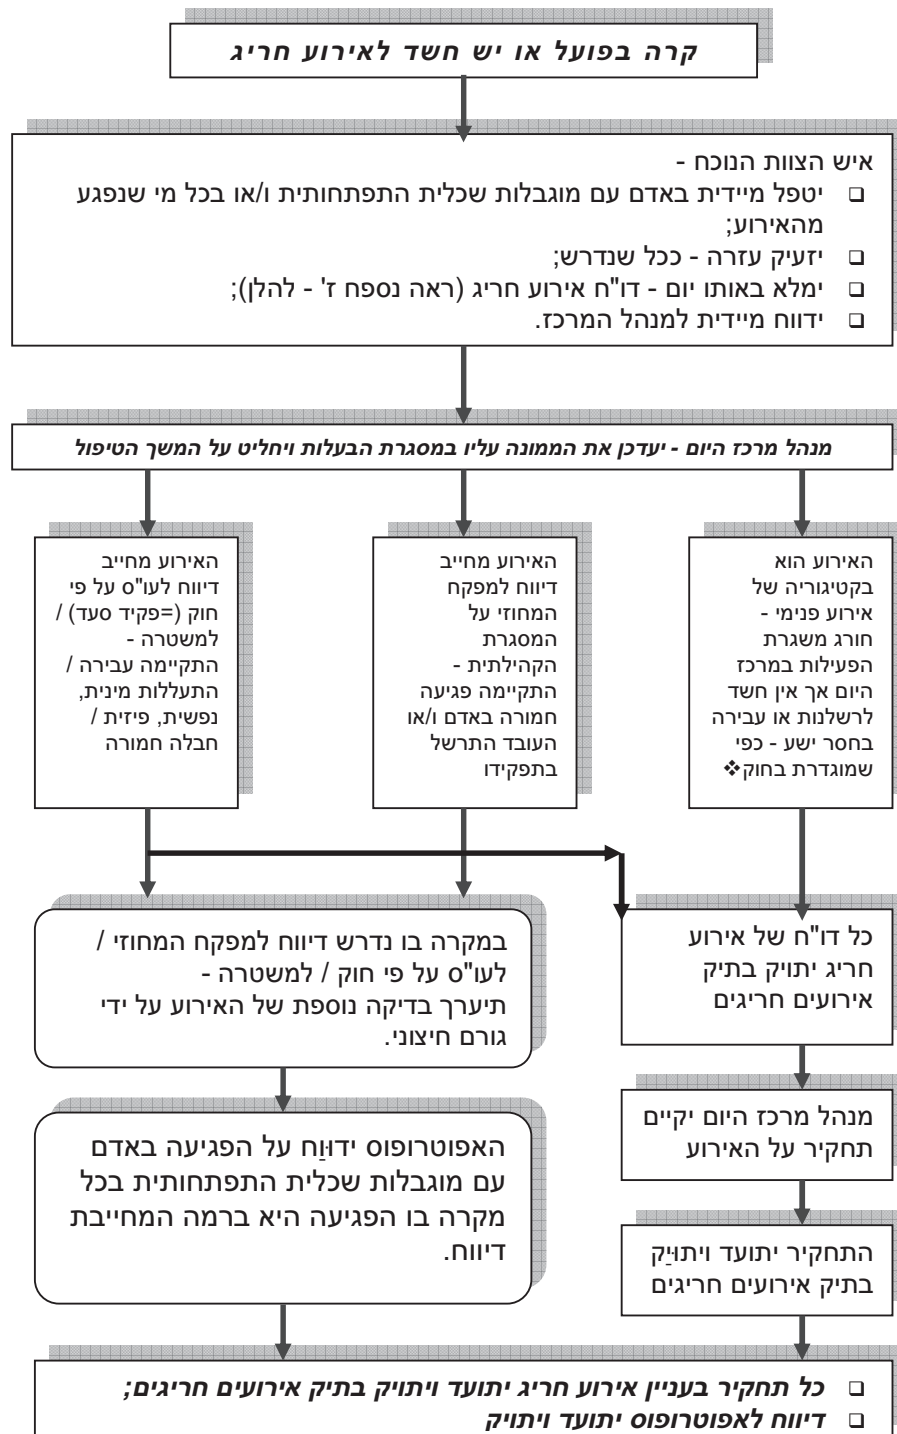 קרה בפועל או יש חשד לאירוע חריג
איש הצוות הנוכח -
❑ יטפל מיידית באדם עם מוגבלות שכלית התפתחותית ו/או בכל מי שנפגע
מהאירוע;
❑ יזעיק עזרה - ככל שנדרש;
❑ ימלא באותו יום - דו"ח אירוע חריג (ראה נספח ז' - להלן);
❑ ידווח מיידית למנהל המרכז.
מנהל מרכז היום - יעדכן את הממונה עליו במסגרת הבעלות ויחליט על המשך הטיפול
האירוע הוא
בקטיגוריה של
אירוע פנימי -
חורג משגרת
הפעילות במרכז
היום אך אין חשד
לרשלנות או עבירה
בחסר ישע - כפי
שמוגדרת בחוק❖
האירוע מחייב
דיווח למפקח
המחוזי על
המסגרת
הקהילתית -
התקיימה פגיעה
חמורה באדם ו/או
העובד התרשל
בתפקידו
האירוע מחייב
דיווח לעו"ס על פי
חוק (=פקיד סעד) /
למשטרה -
התקיימה עבירה /
התעללות מינית,
נפשית, פיזית /
חבלה חמורה
כל דו"ח של אירוע
חריג יתויק בתיק
אירועים חריגים
מנהל מרכז היום יקיים
תחקיר על האירוע
התחקיר יתועד ויתוּיַק
בתיק אירועים חריגים
במקרה בו נדרש דיווח למפקח המחוזי /
לעו"ס על פי חוק / למשטרה -
תיערך בדיקה נוספת של האירוע על ידי
גורם חיצוני.
האפוטרופוס ידוּוַח על הפגיעה באדם
עם מוגבלות שכלית התפתחותית בכל
מקרה בו הפגיעה היא ברמה המחייבת
דיווח.
❑ כל תחקיר בעניין אירוע חריג יתועד ויתויק בתיק אירועים חריגים;
❑ דיווח לאפוטרופוס יתועד ויתויק